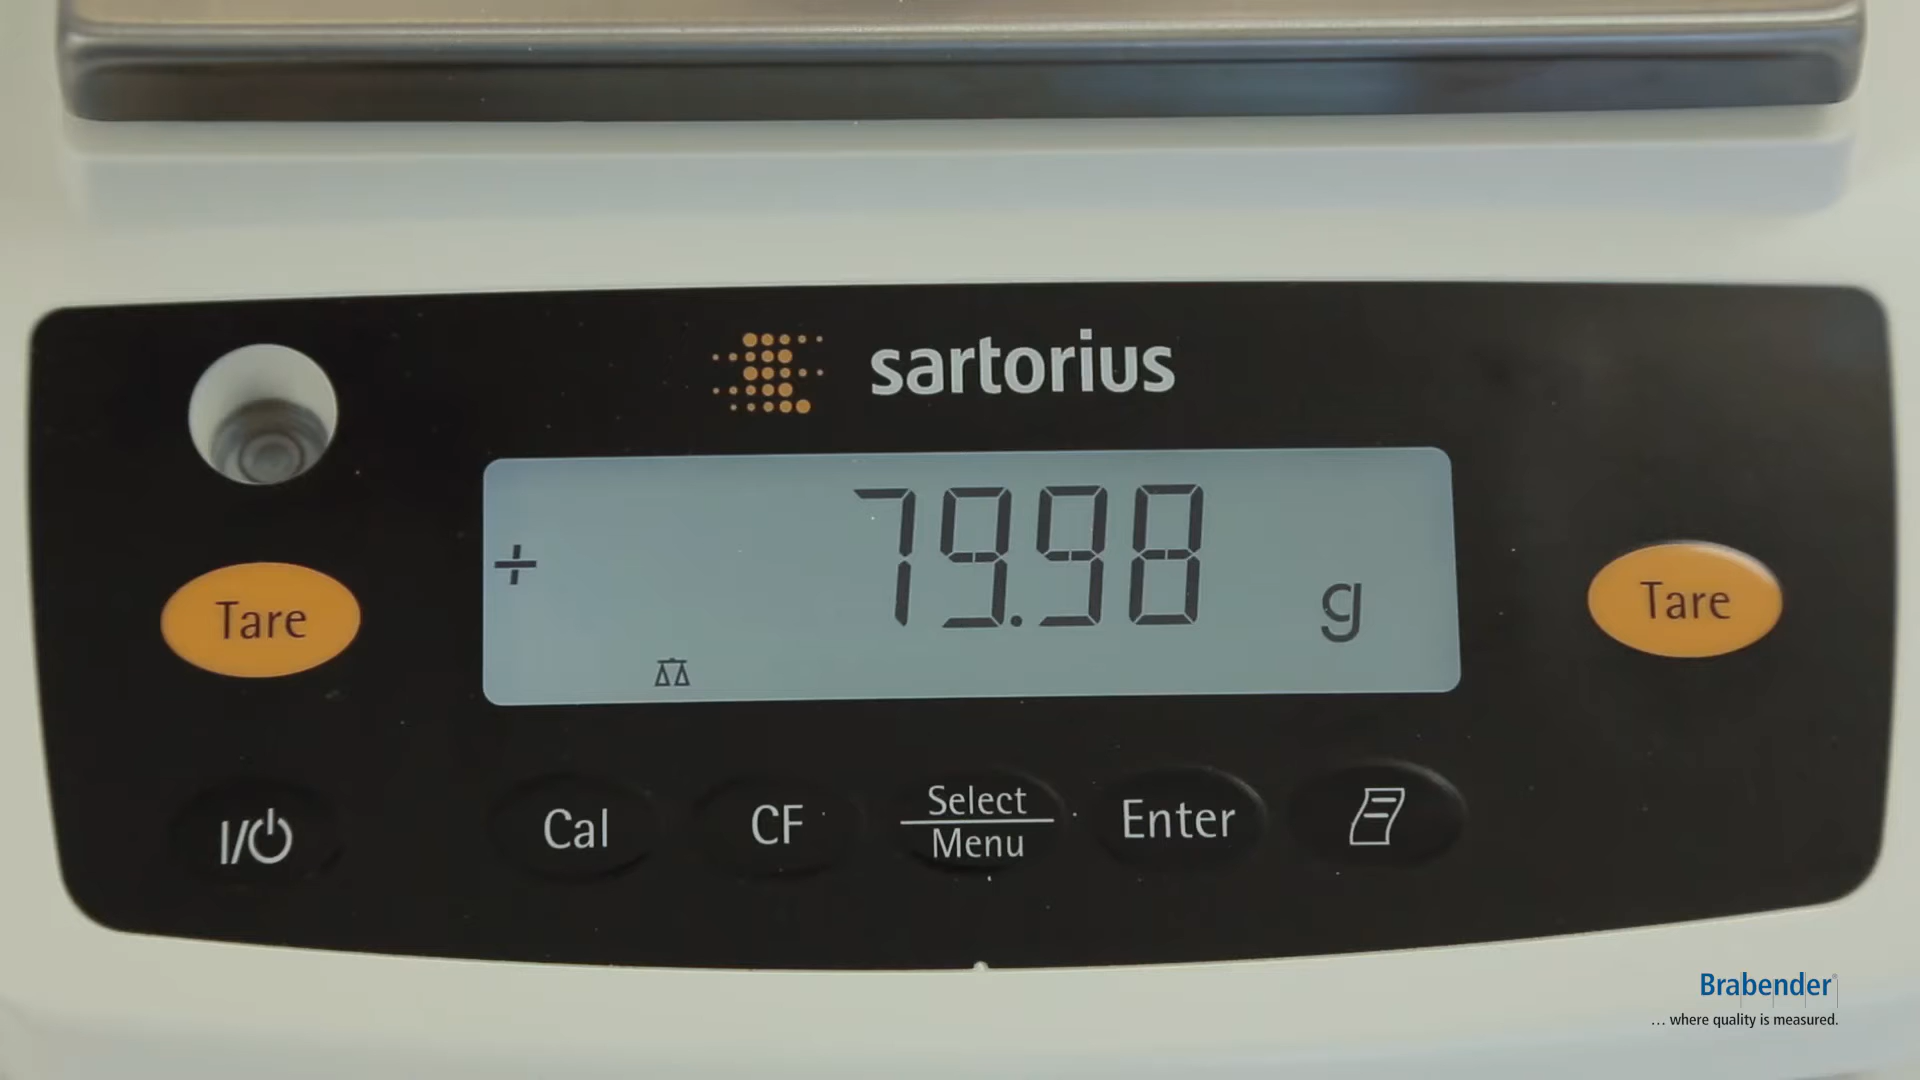 sartorius
+ 79.98 g
Tare
Tare
I/⏻
Cal
CF
Select
Menu
Enter
Brabender®
... where quality is measured.